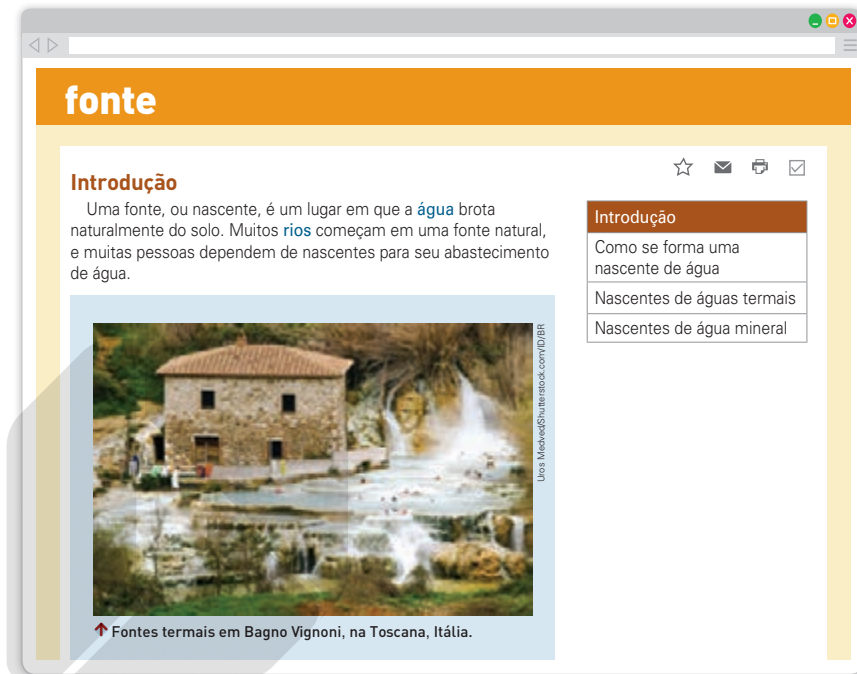 fonte
Introdução
Uma fonte, ou nascente, é um lugar em que a água brota
naturalmente do solo. Muitos rios começam em uma fonte natural,
e muitas pessoas dependem de nascentes para seu abastecimento
de água.
Uros Medved/Shutterstock.com/ID/BR
Fontes termais em Bagno Vignoni, na Toscana, Itália.
Introdução
Como se forma uma
nascente de água
Nascentes de águas termais
Nascentes de água mineral